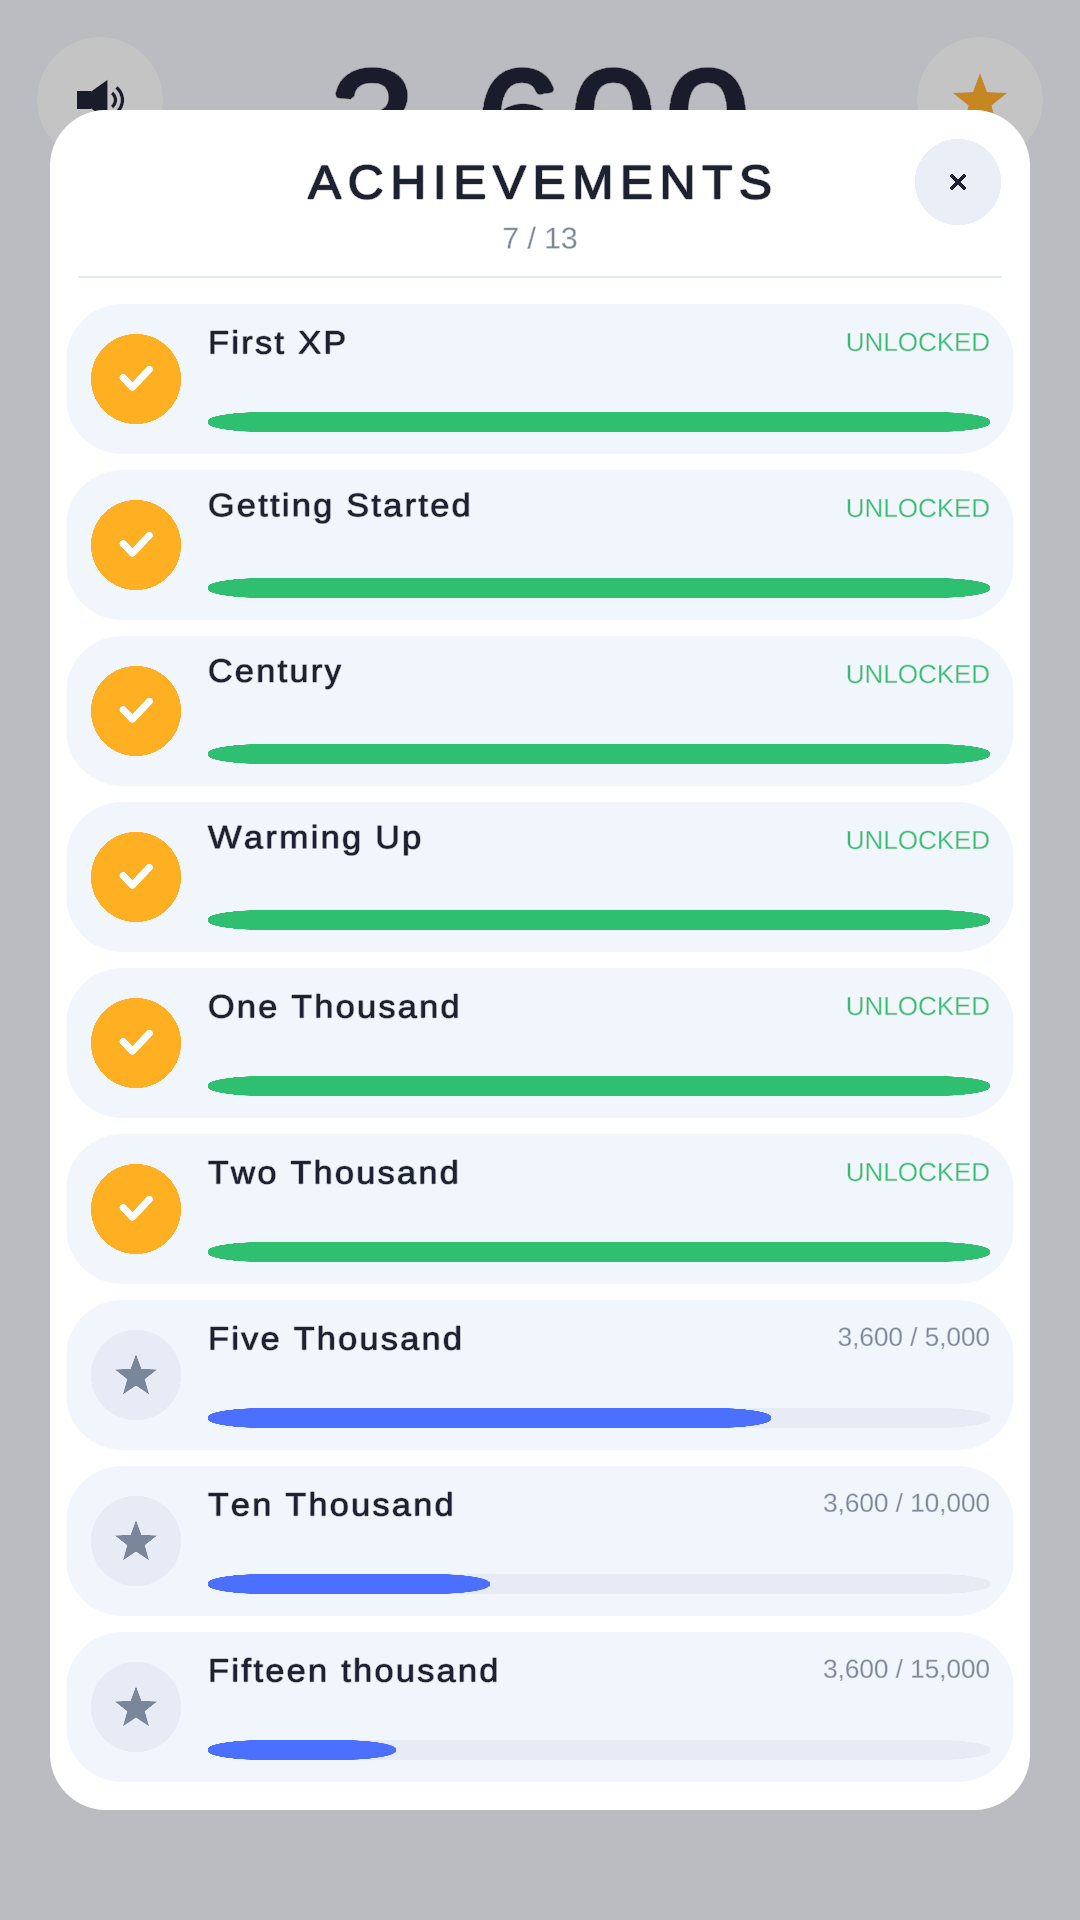 ACHIEVEMENTS
7 / 13
First XP
UNLOCKED
Getting Started
UNLOCKED
Century
UNLOCKED
Warming Up
UNLOCKED
One Thousand
UNLOCKED
Two Thousand
UNLOCKED
Five Thousand
3,600 / 5,000
Ten Thousand
3,600 / 10,000
Fifteen thousand
3,600 / 15,000